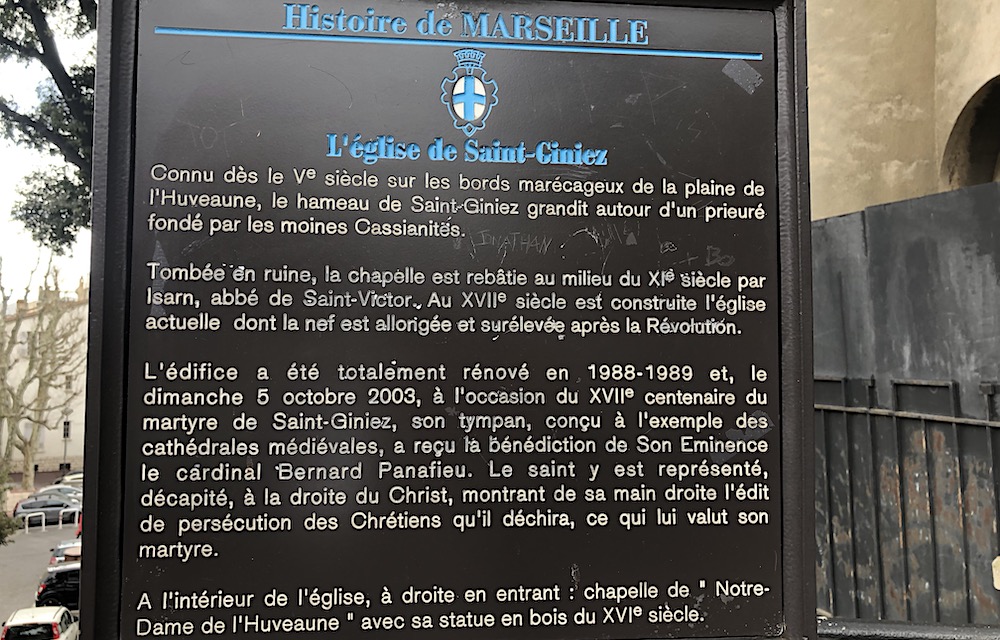 Histoire de MARSEILLE
L'église de Saint-Giniez
Connu dès le Vᵉ siècle sur les bords marécageux de la plaine de
l'Huveaune, le hameau de Saint-Giniez grandit autour d'un prieuré
fondé par les moines Cassianites.
JONATHAN
+ Bo
Tombée en ruine, la chapelle est rebâtie au milieu du XIᵉ siècle par
Isarn, abbé de Saint-Victor. Au XVIIᵉ siècle est construite l'église
actuelle dont la nef est allongée et surélevée après la Révolution.
L'édifice a été totalement rénové en 1988-1989 et, le
dimanche 5 octobre 2003, à l'occasion du XVIIᵉ centenaire du
martyre de Saint-Giniez, son tympan, conçu à l'exemple des
cathédrales médiévales, a reçu la bénédiction de Son Eminence
le cardinal Bernard Panafieu. Le saint y est représenté,
décapité, à la droite du Christ, montrant de sa main droite l'édit
de persécution des Chrétiens qu'il déchira, ce qui lui valut son
martyre.
A l'intérieur de l'église, à droite en entrant : chapelle de " Notre-
Dame de l'Huveaune " avec sa statue en bois du XVIᵉ siècle.